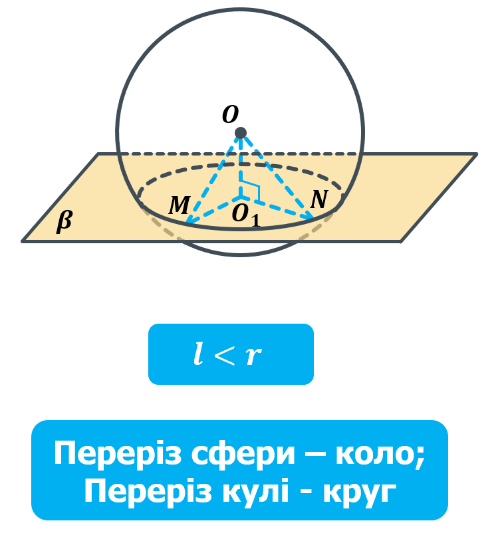 O
M
O₁
N
β
l < r
Переріз сфери – коло;
Переріз кулі - круг